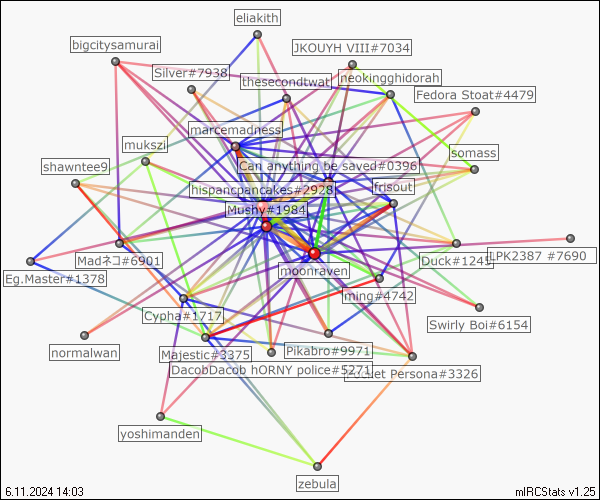 eliakith
bigcitysamurai
JKOUYH VIII#7034
Silver#7938
thesecondtwat
neokingghidorah
Fedora Stoat#4479
marcemadness
mukszi
somass
shawntee9
Can anything be saved#0396
hispancpancakes#2928
frisout
Mushy#1984
Madネコ#6901
moonraven
Duck#1245
LPK2387 #7690
Eg.Master#1378
ming#4742
Cypha#1717
Swirly Boi#6154
normalwan
Majestic#3375
Pikabro#9971
DacobDacob hORNY police#5271
Pocket Persona#3326
yoshimanden
zebula
6.11.2024 14:03
mIRCStats v1.25